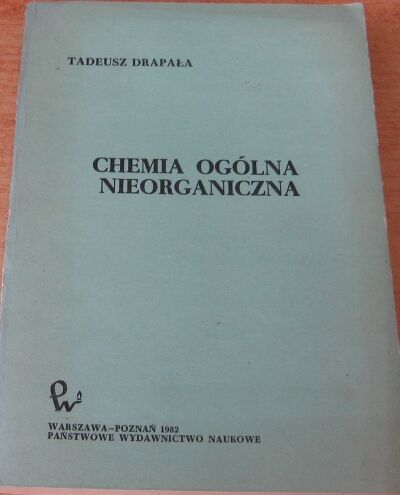 TADEUSZ DRAPAŁA
CHEMIA OGÓLNA
NIEORGANICZNA
WARSZAWA–POZNAŃ 1982
PAŃSTWOWE WYDAWNICTWO NAUKOWE